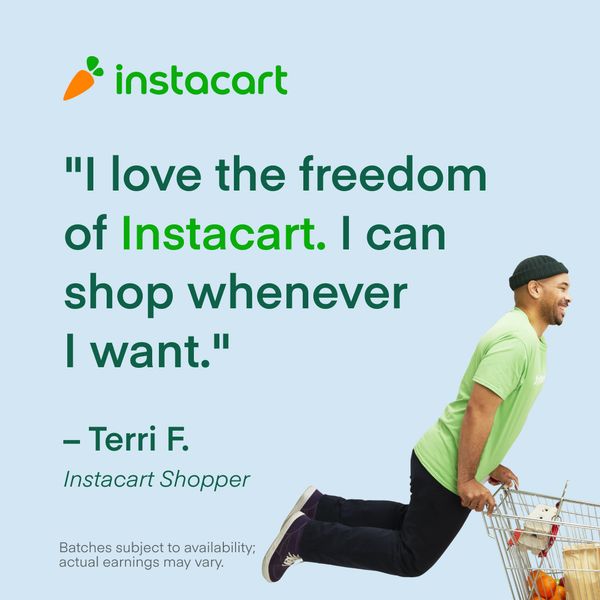 instacart
"I love the freedom
of Instacart. I can
shop whenever
I want."
– Terri F.
Instacart Shopper
Batches subject to availability;
actual earnings may vary.